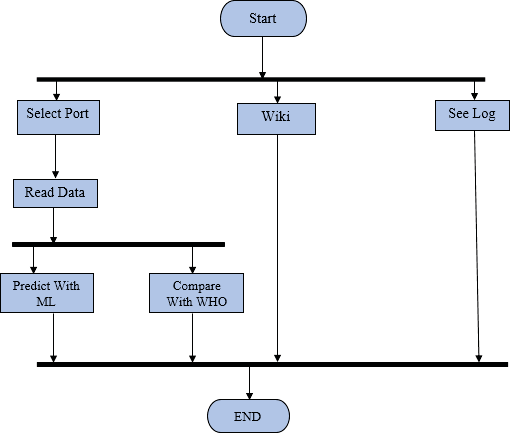 Start
Select Port
Wiki
See Log
Read Data
Predict With
ML
Compare
With WHO
END